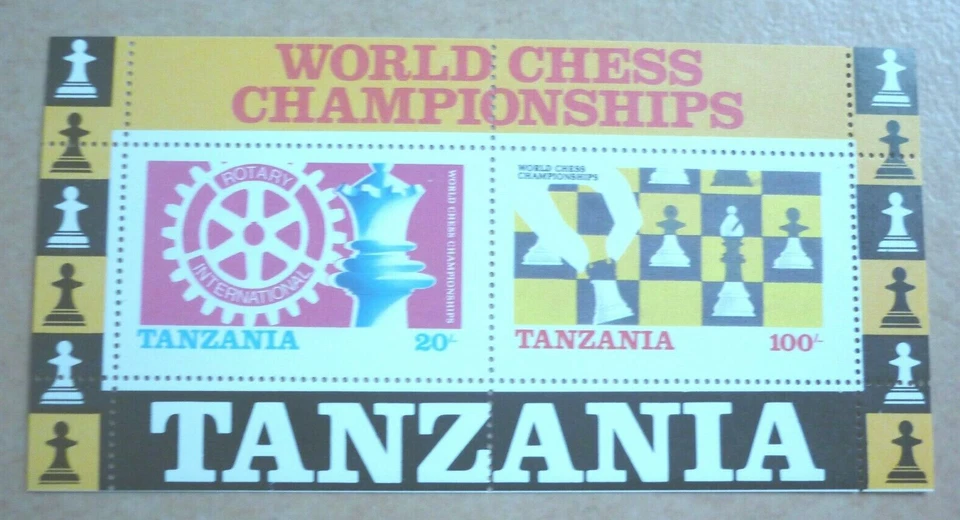 WORLD CHESS
CHAMPIONSHIPS
ROTARY
INTERNATIONAL
WORLD CHESS CHAMPIONSHIPS
TANZANIA 20/-
WORLD CHESS
CHAMPIONSHIPS
TANZANIA 100/-
TANZANIA